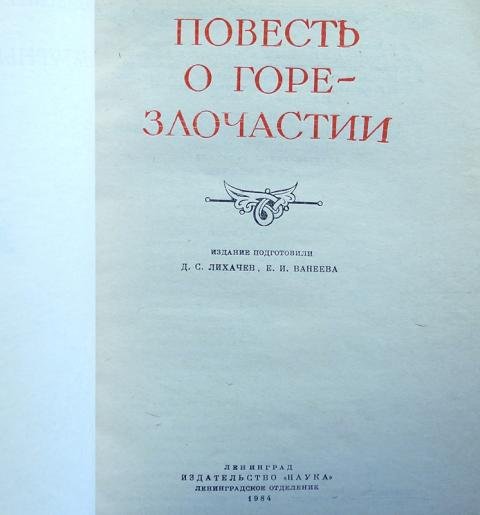 ПОВЕСТЬ
О ГОРЕ-
ЗЛОЧАСТИИ
ИЗДАНИЕ ПОДГОТОВИЛИ
Д. С. ЛИХАЧЕВ, Е. И. ВАНЕЕВА
ЛЕНИНГРАД
ИЗДАТЕЛЬСТВО «НАУКА»
ЛЕНИНГРАДСКОЕ ОТДЕЛЕНИЕ
1984